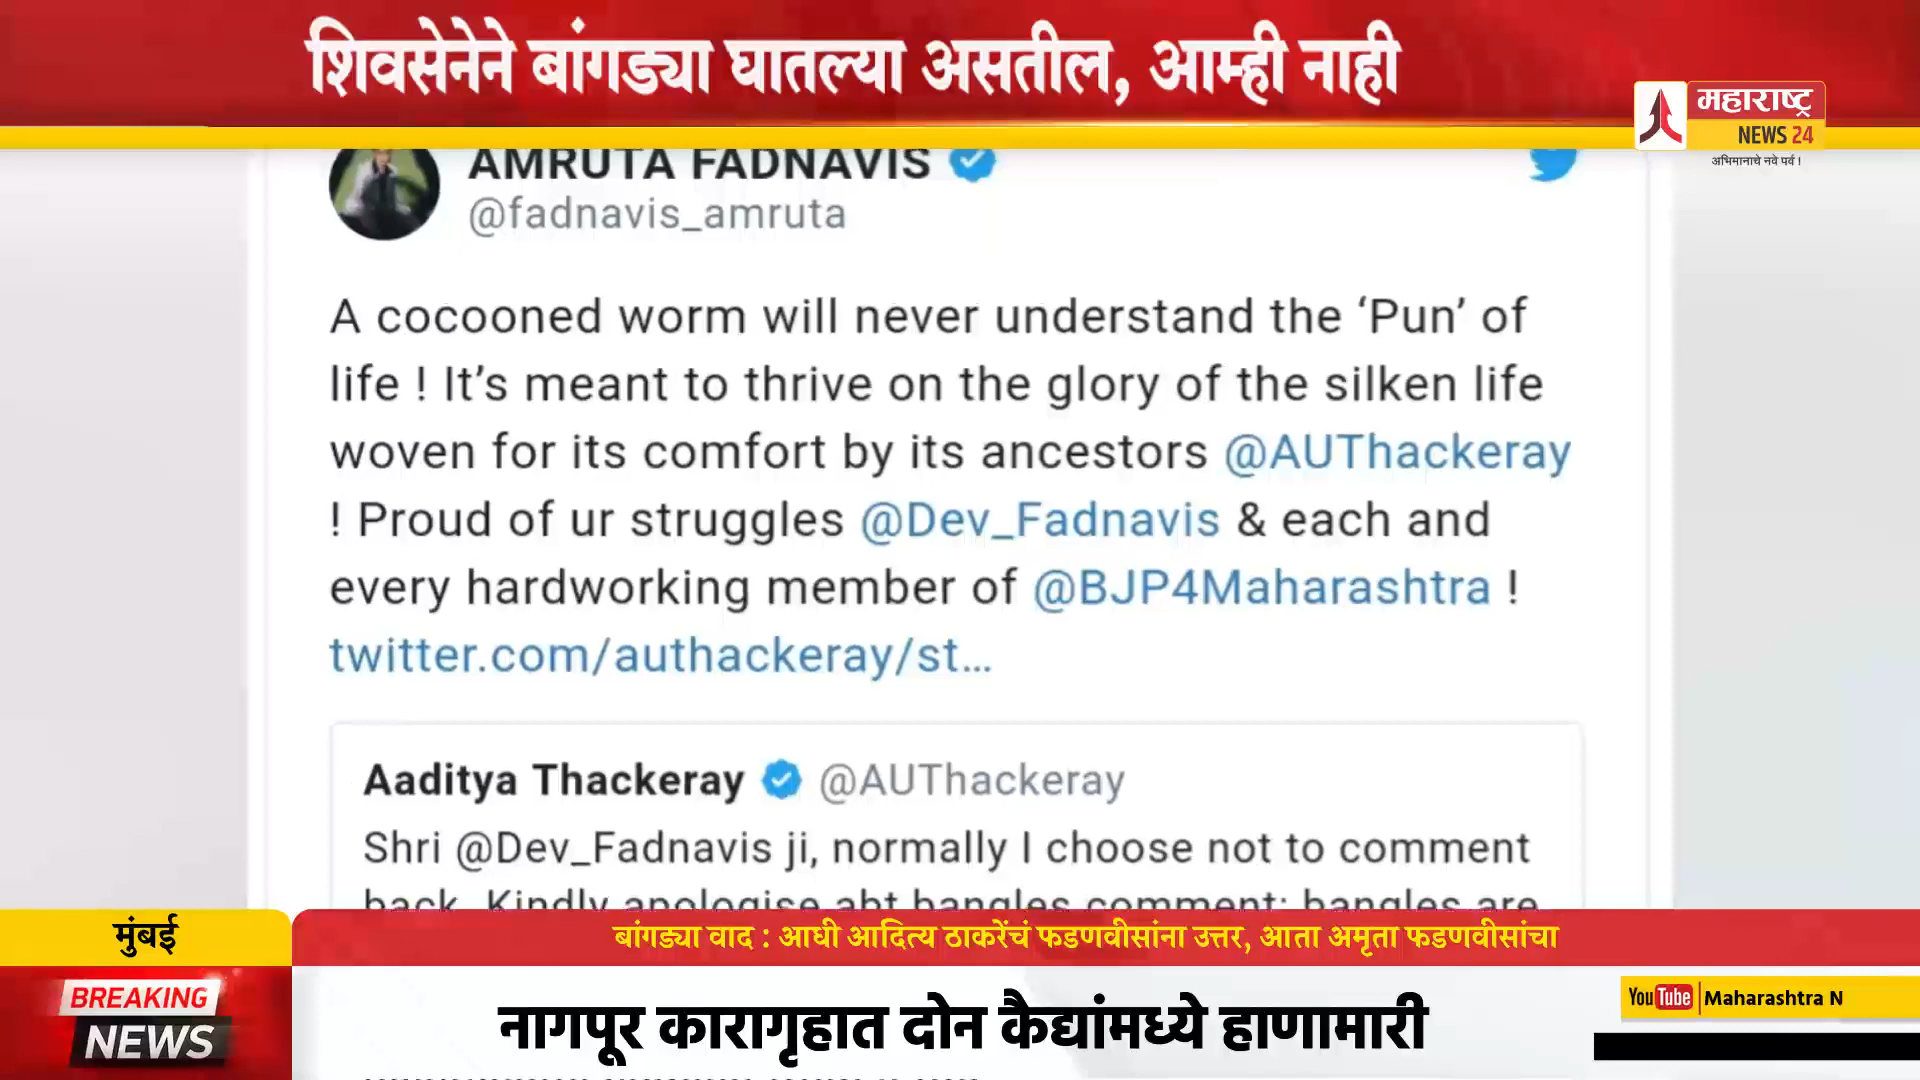 शिवसेनेने बांगड्या घातल्या असतील, आम्ही नाही
महाराष्ट्र
NEWS 24
अभिमानाचे नवे पर्व !
AMRUTA FADNAVIS
@fadnavis_amruta
A cocooned worm will never understand the ‘Pun’ of
life ! It’s meant to thrive on the glory of the silken life
woven for its comfort by its ancestors @AUThackeray
! Proud of ur struggles @Dev_Fadnavis & each and
every hardworking member of @BJP4Maharashtra !
twitter.com/authackeray/st...
Aaditya Thackeray @AUThackeray
Shri @Dev_Fadnavis ji, normally I choose not to comment
back. Kindly apologise abt bangles comment: bangles are
मुंबई
बांगड्या वाद : आधी आदित्य ठाकरेंचं फडणवीसांना उत्तर, आता अमृता फडणवीसांचा
BREAKING
NEWS
नागपूर कारागृहात दोन कैद्यांमध्ये हाणामारी
YouTube Maharashtra N